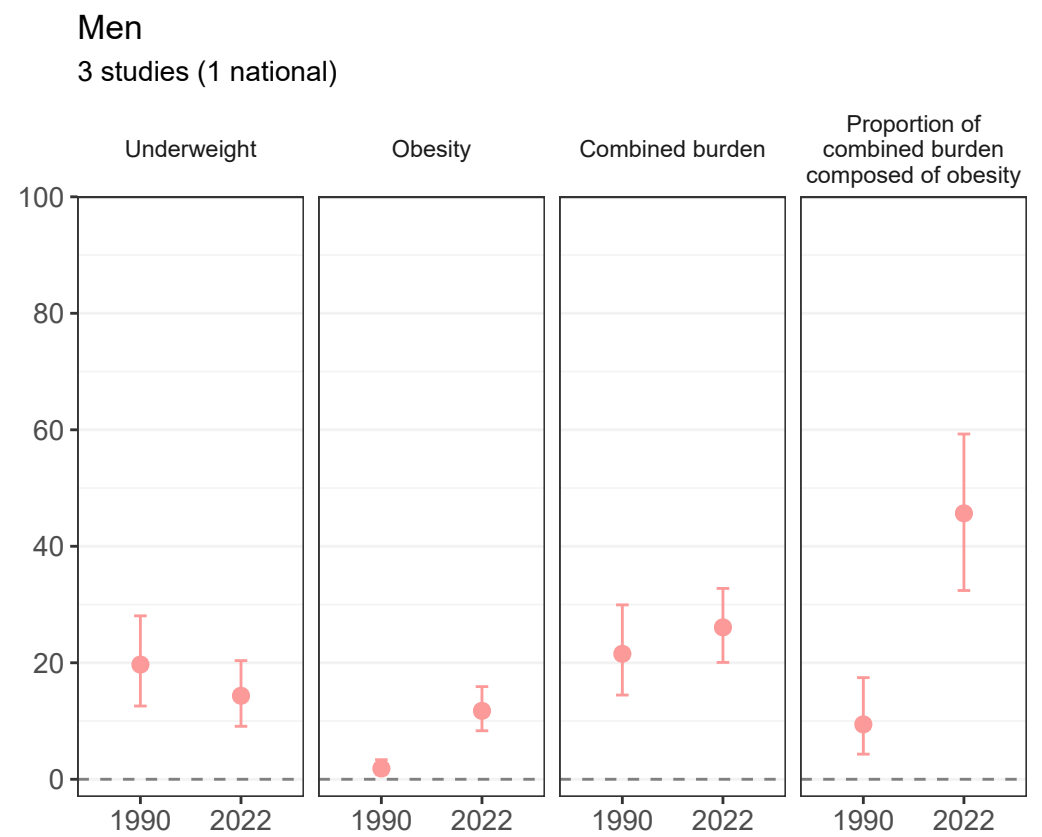 Men
3 studies (1 national)
Underweight
Obesity
Combined burden
Proportion of
combined burden
composed of obesity
100
80
60
40
20
0
1990 2022
1990 2022
1990 2022
1990 2022